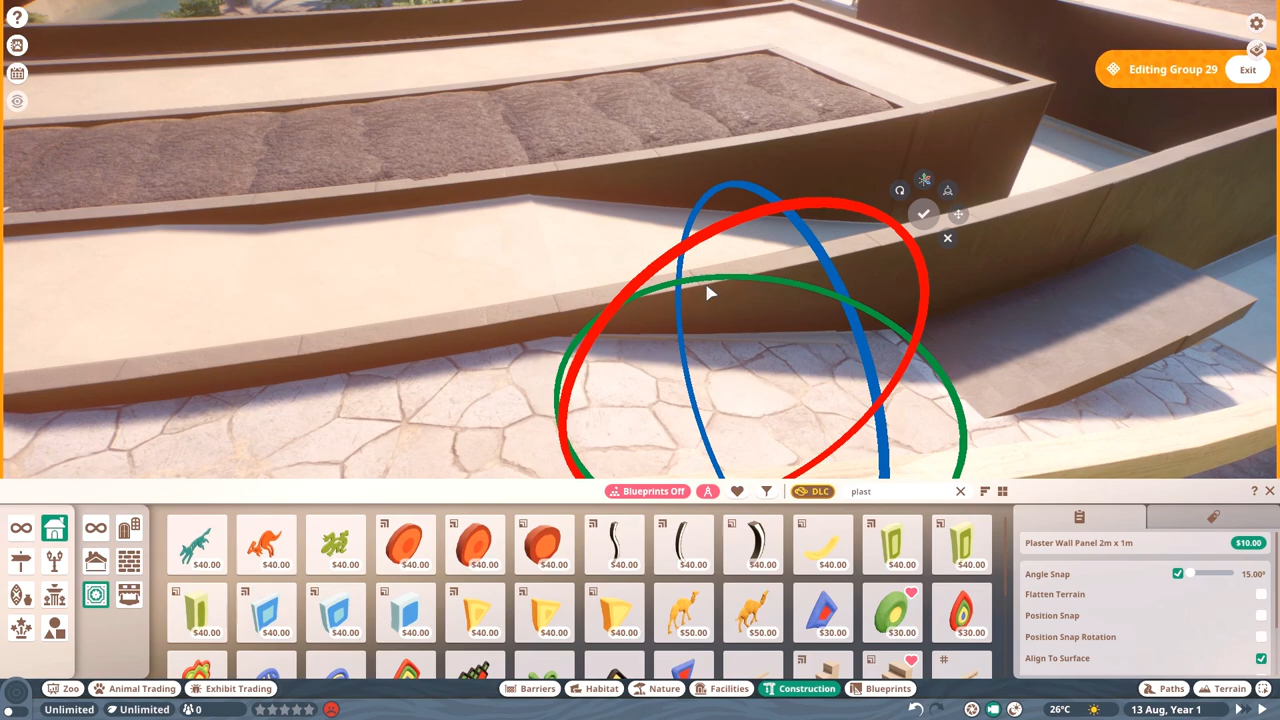 ?
Editing Group 29
Exit
Blueprints Off
DLC
plast
?
$40.00 $40.00 $40.00 $40.00 $40.00 $40.00 $40.00 $40.00 $40.00 $40.00 $40.00 $40.00
$40.00 $40.00 $40.00 $40.00 $40.00 $40.00 $40.00 $50.00 $50.00 $30.00 $30.00 $30.00
Plaster Wall Panel 2m x 1m
$10.00
Angle Snap
15.00°
Flatten Terrain
Position Snap
Position Snap Rotation
Align To Surface
Zoo
Animal Trading
Exhibit Trading
Barriers
Habitat
Nature
Facilities
Construction
Blueprints
Paths
Terrain
Unlimited
Unlimited
0
26°C
13 Aug, Year 1